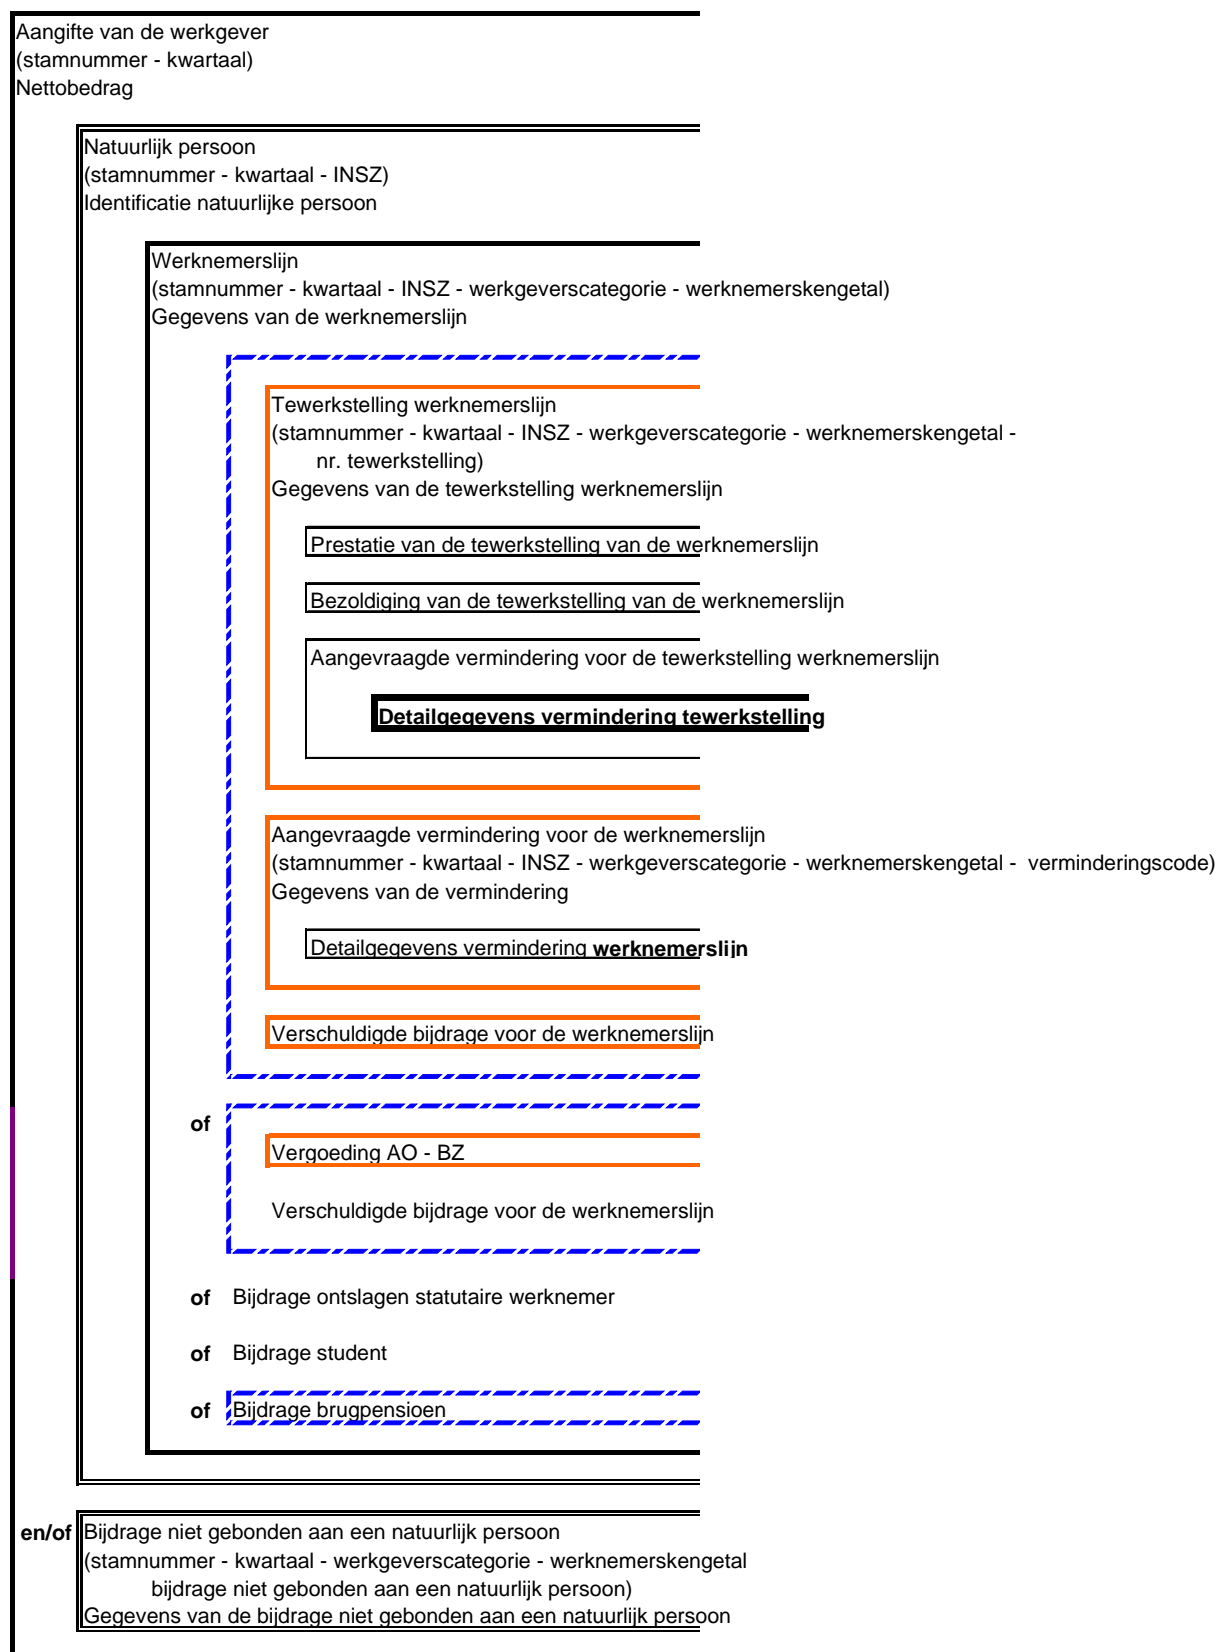 Aangifte van de werkgever
(stamnummer - kwartaal)
Nettobedrag
Natuurlijk persoon
(stamnummer - kwartaal - INSZ)
Identificatie natuurlijke persoon
Werknemerslijn
(stamnummer - kwartaal - INSZ - werkgeverscategorie - werknemerskengetal)
Gegevens van de werknemerslijn
Tewerkstelling werknemerslijn
(stamnummer - kwartaal - INSZ - werkgeverscategorie - werknemerskengetal -
nr. tewerkstelling)
Gegevens van de tewerkstelling werknemerslijn
Prestatie van de tewerkstelling van de werknemerslijn
Bezoldiging van de tewerkstelling van de werknemerslijn
Aangevraagde vermindering voor de tewerkstelling werknemerslijn
Detailgegevens vermindering tewerkstelling
Aangevraagde vermindering voor de werknemerslijn
(stamnummer - kwartaal - INSZ - werkgeverscategorie - werknemerskengetal - verminderingscode)
Gegevens van de vermindering
Detailgegevens vermindering werknemerslijn
Verschuldigde bijdrage voor de werknemerslijn
of
Vergoeding AO - BZ
Verschuldigde bijdrage voor de werknemerslijn
of Bijdrage ontslagen statutaire werknemer
of Bijdrage student
of Bijdrage brugpensioen
en/of Bijdrage niet gebonden aan een natuurlijk persoon
(stamnummer - kwartaal - werkgeverscategorie - werknemerskengetal
bijdrage niet gebonden aan een natuurlijk persoon)
Gegevens van de bijdrage niet gebonden aan een natuurlijk persoon